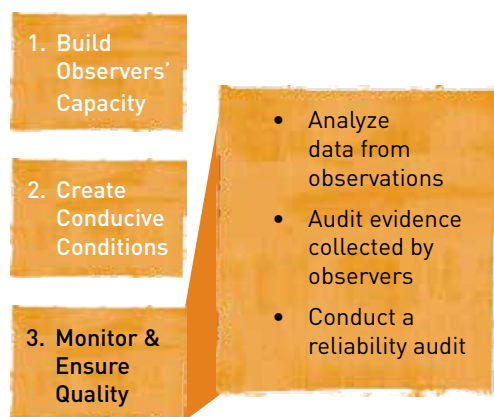 1. Build
Observers’
Capacity
2. Create
Conducive
Conditions
3. Monitor &
Ensure
Quality
• Analyze
data from
observations
• Audit evidence
collected by
observers
• Conduct a
reliability audit